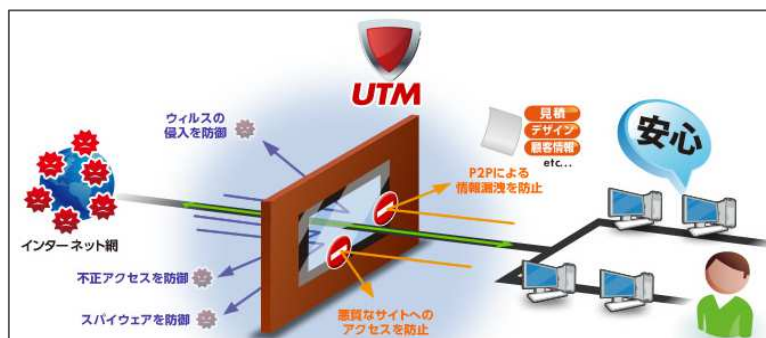 UTM
ウィルスの
侵入を防御
見積
デザイン
顧客情報
etc...
安心
P2Pによる
情報漏洩を防止
インターネット網
不正アクセスを防御
スパイウェアを防御
悪質なサイトへの
アクセスを防止